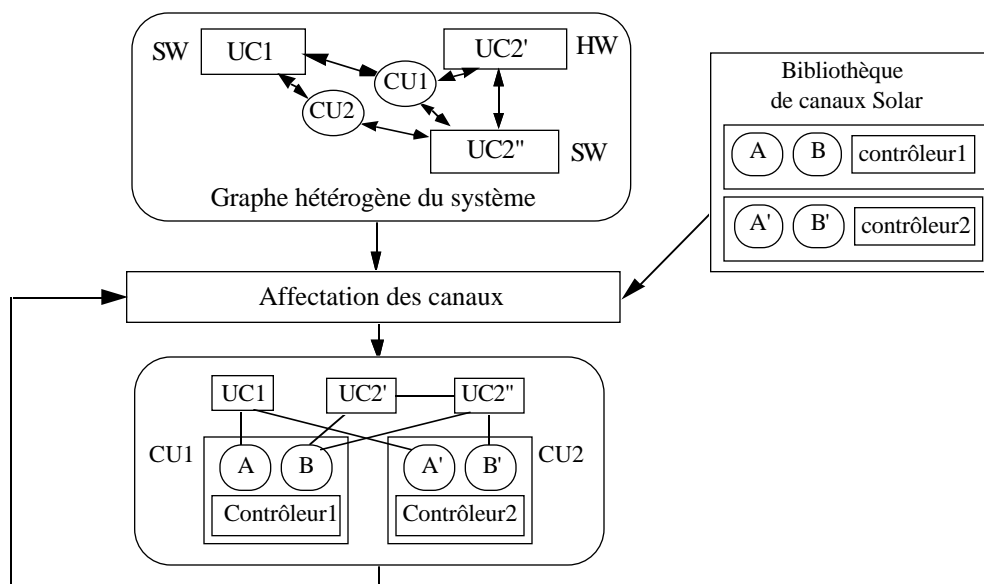 SW
UC1
UC2'
HW
CU1
CU2
UC2"
SW
Graphe hétérogène du système
Bibliothèque
de canaux Solar
A
B
contrôleur1
A'
B'
contrôleur2
Affectation des canaux
UC1
UC2'
UC2"
CU1
A
B
A'
B'
CU2
Contrôleur1
Contrôleur2